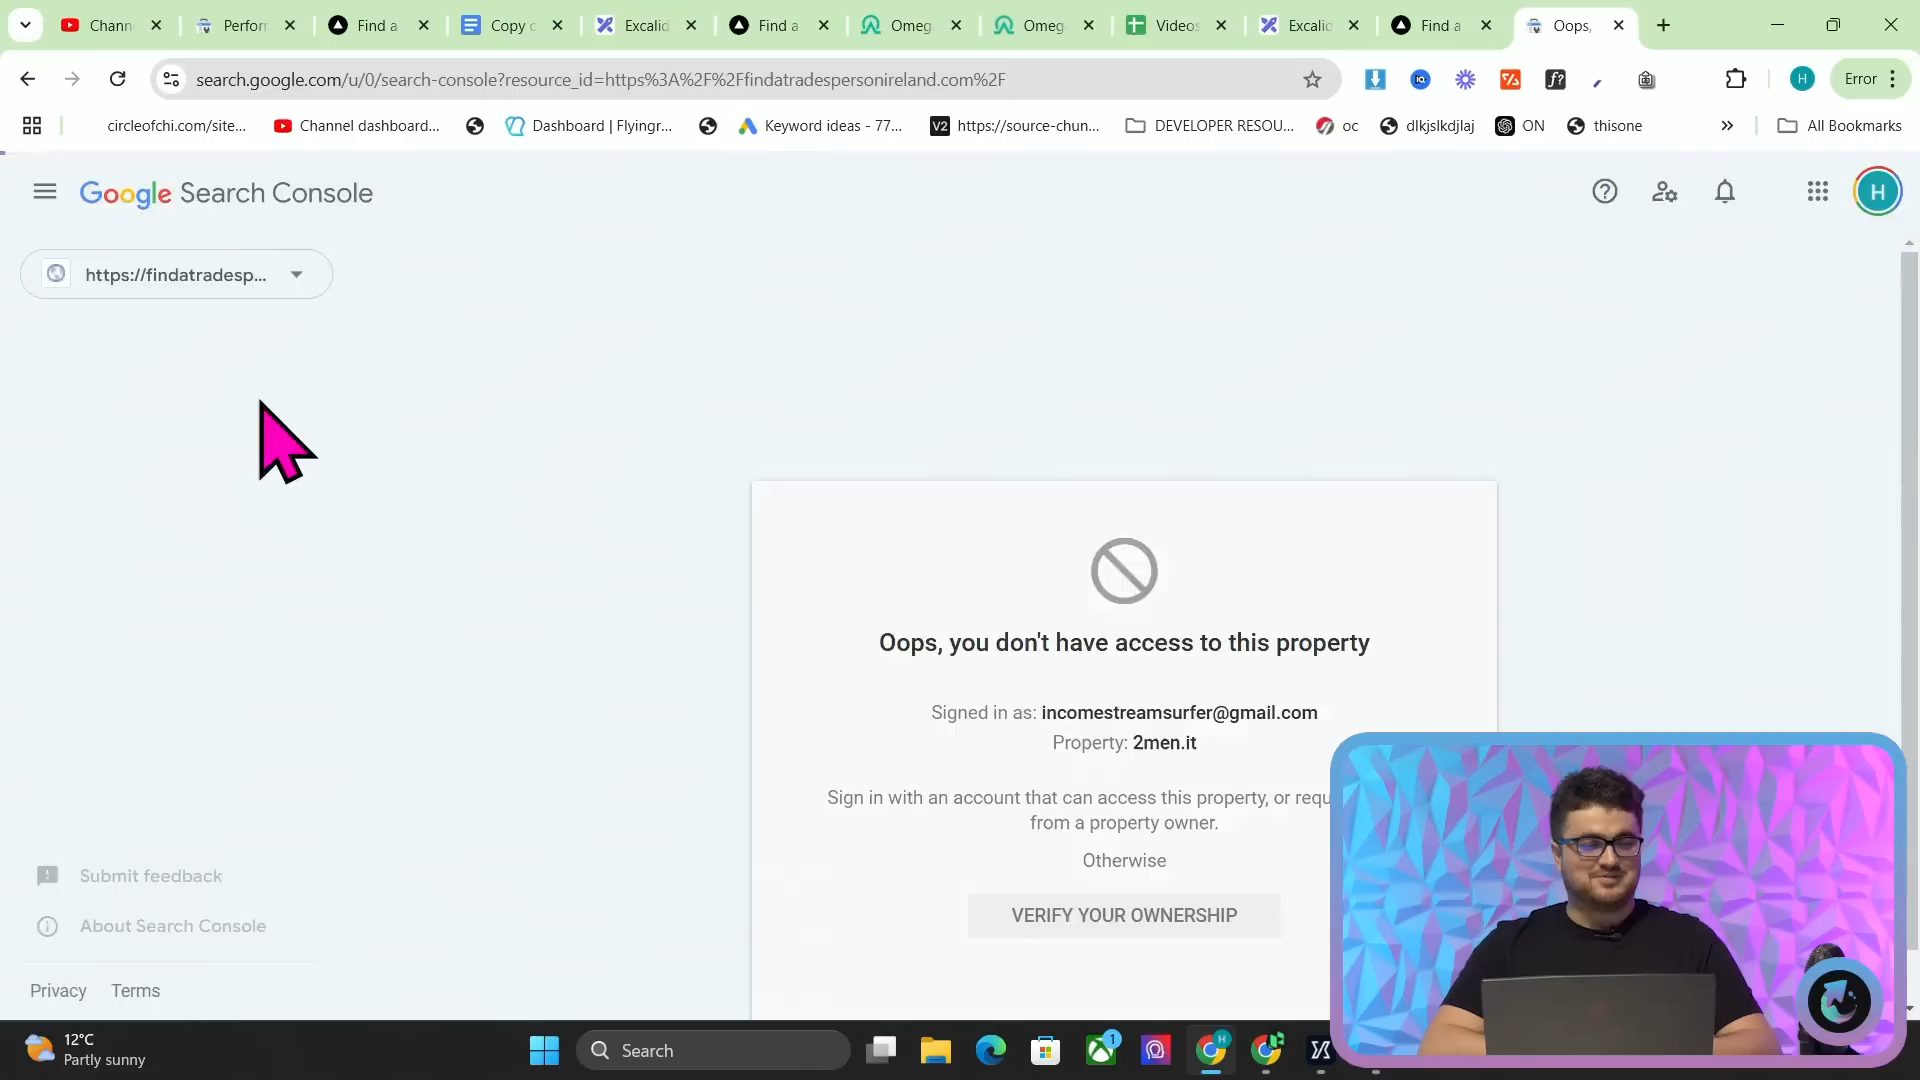 Chann
Perforr
Find a
Copy c
Excalid
Find a
Omeg
Omeg
Videos
Excalid
Find a
Oops,
search.google.com/u/0/search-console?resource_id=https%3A%2F%2Ffindatradespersonireland.com%2F
H
Error
circleofchi.com/site...
Channel dashboard...
Dashboard | Flyingr...
Keyword ideas - 77...
V2 https://source-chun...
DEVELOPER RESOU...
oc
dlkjslkdjlaj
ON
thisone
All Bookmarks
Google Search Console
H
https://findatradesp...
Oops, you don't have access to this property
Signed in as: incomestreamsurfer@gmail.com
Property: 2men.it
Sign in with an account that can access this property, or requ
from a property owner.
Otherwise
VERIFY YOUR OWNERSHIP
Submit feedback
About Search Console
Privacy
Terms
12°C
Partly sunny
Search
1
H